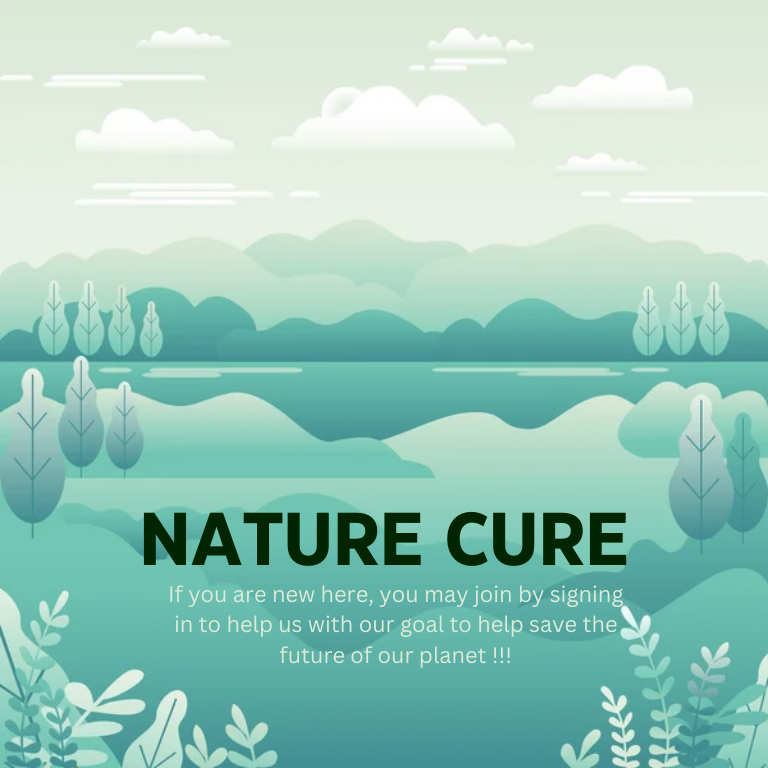 NATURE CURE
If you are new here, you may join by signing
in to help us with our goal to help save the
future of our planet !!!